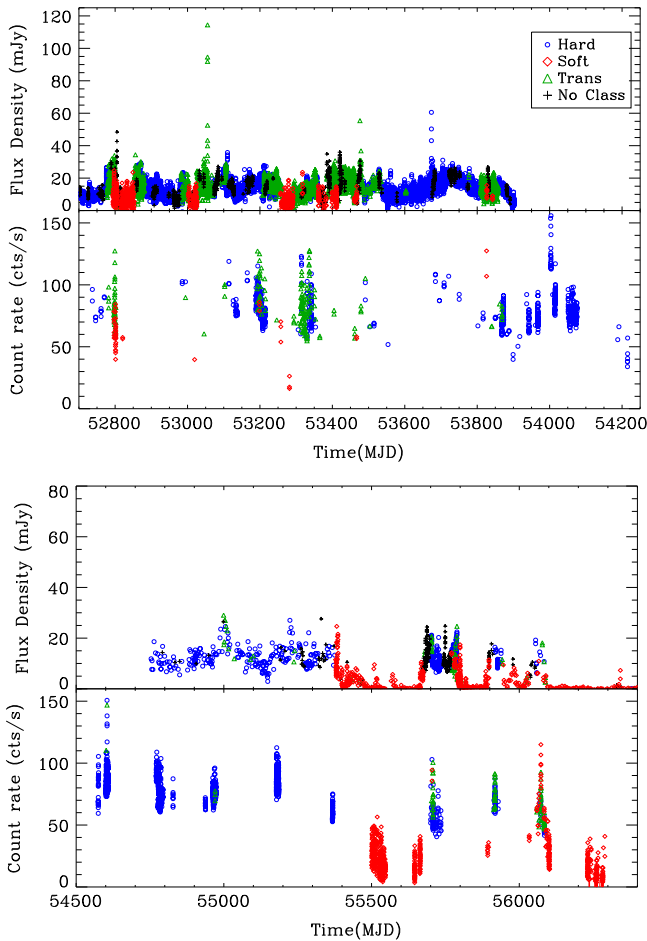 Flux Density (mJy)
120
100
80
60
40
20
0
Hard
Soft
Trans
No Class
Count rate (cts/s)
150
100
50
0
52800 53000 53200 53400 53600 53800 54000 54200
Time(MJD)
Flux Density (mJy)
80
60
40
20
0
Count rate (cts/s)
150
100
50
0
54500 55000 55500 56000
Time(MJD)